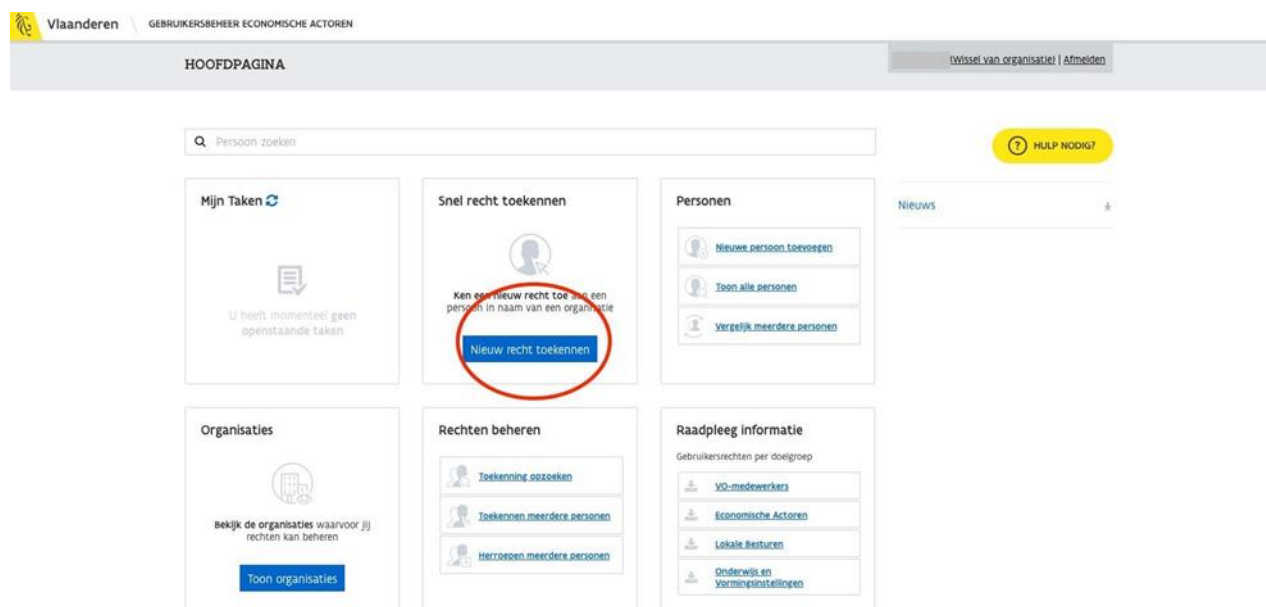 Vlaanderen
GEBRUIKERSBEHEER ECONOMISCHE ACTOREN
HOOFDPAGINA
(Wissel van organisatie) | Afmelden
Persoon zoeken
? HULP NODIG?
Mijn Taken
U heeft momenteel geen
openstaande taken
Snel recht toekennen
Ken een nieuw recht toe aan een
persoon in naam van een organisatie
Nieuw recht toekennen
Personen
Nieuwe persoon toevoegen
Toon alle personen
Vergelijk meerdere personen
Nieuws
Organisaties
Bekijk de organisaties waarvoor jij
rechten kan beheren
Toon organisaties
Rechten beheren
Toekenning opzoeken
Toekennen meerdere personen
Herroepen meerdere personen
Raadpleeg informatie
Gebruikersrechten per doelgroep
VO-medewerkers
Economische Actoren
Lokale Besturen
Onderwijs en
Vormingsinstellingen